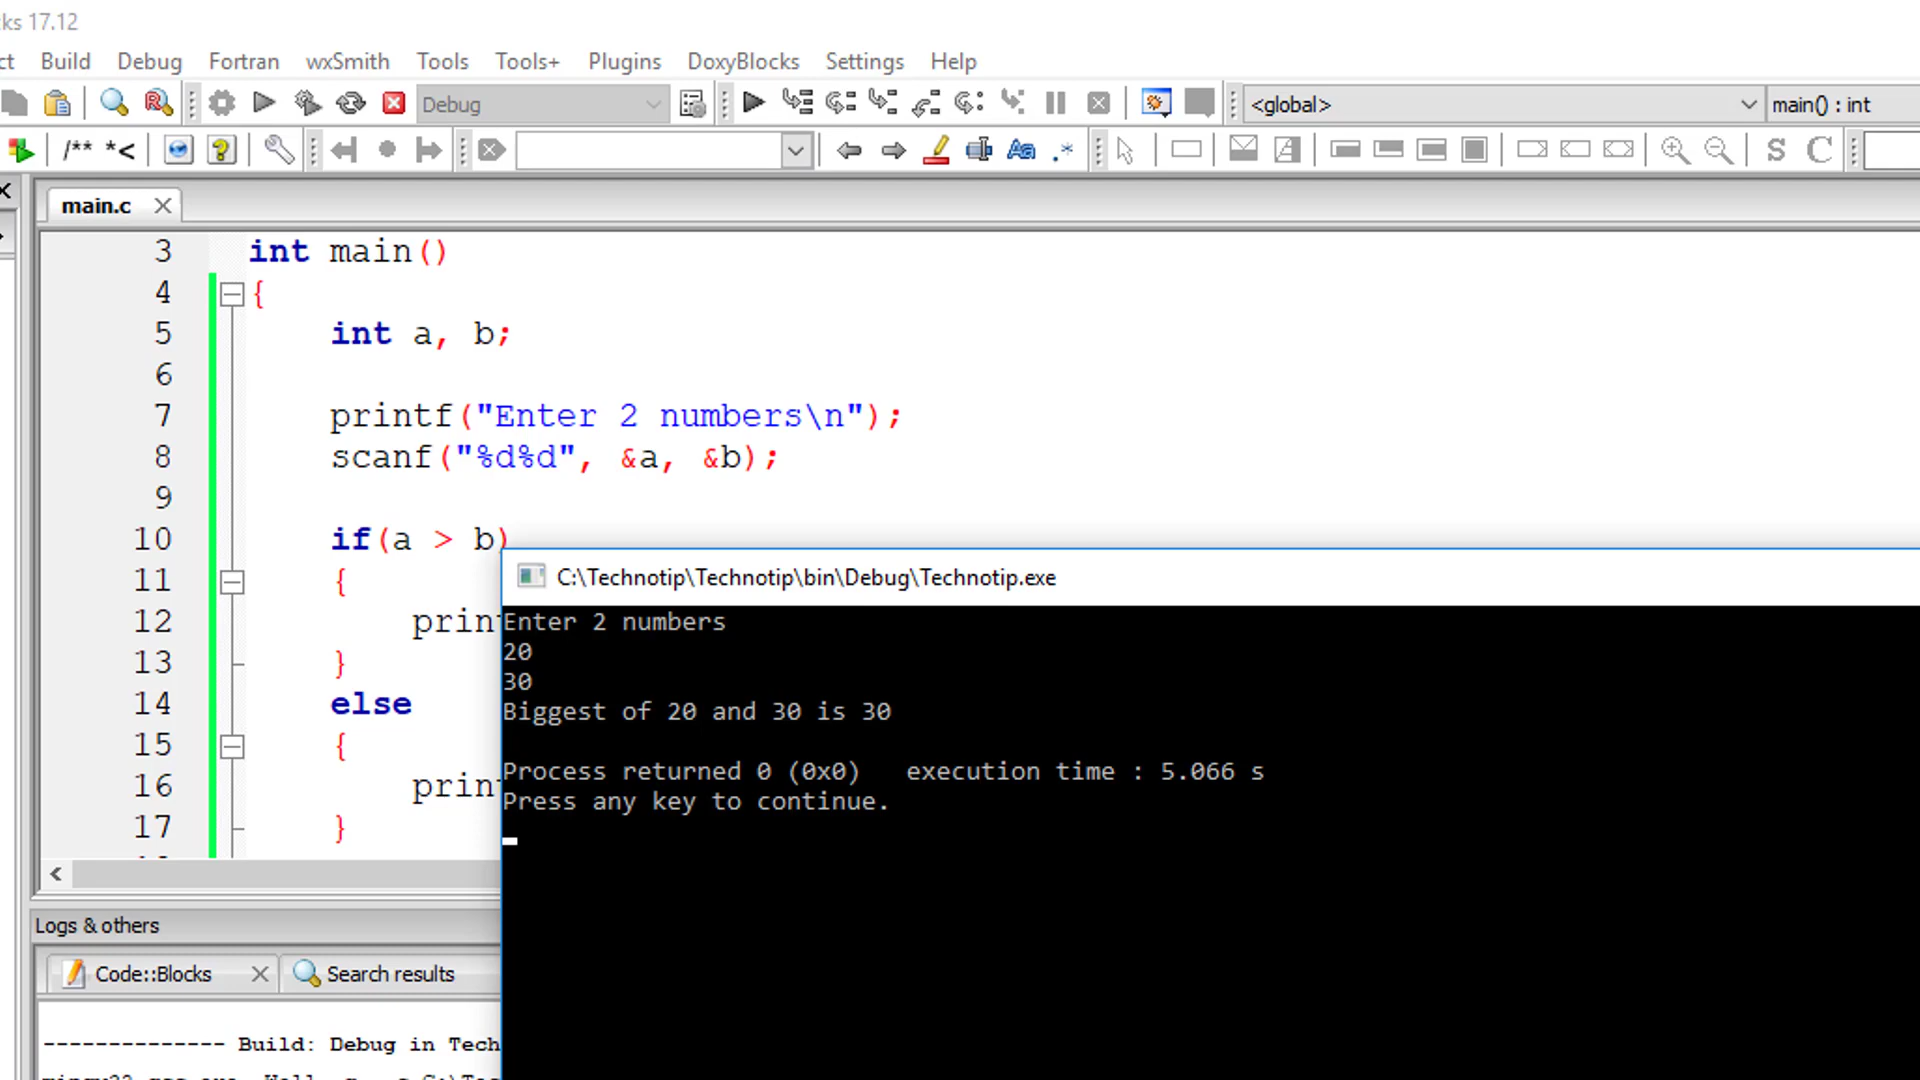 cks 17.12
ct Build Debug Fortran wxSmith Tools Tools+ Plugins DoxyBlocks Settings Help
Debug <global> main() : int
/** *< Aa .* S C
main.c
3 int main()
4 {
5 int a, b;
6
7 printf("Enter 2 numbers\n");
8 scanf("%d%d", &a, &b);
9
10 if(a > b)
11 {
12 print
13 }
14 else
15 {
16 print
17 }
C:\Technotip\Technotip\bin\Debug\Technotip.exe
Enter 2 numbers
20
30
Biggest of 20 and 30 is 30
Process returned 0 (0x0) execution time : 5.066 s
Press any key to continue.
Logs & others
Code::Blocks Search results
-------------- Build: Debug in Tech